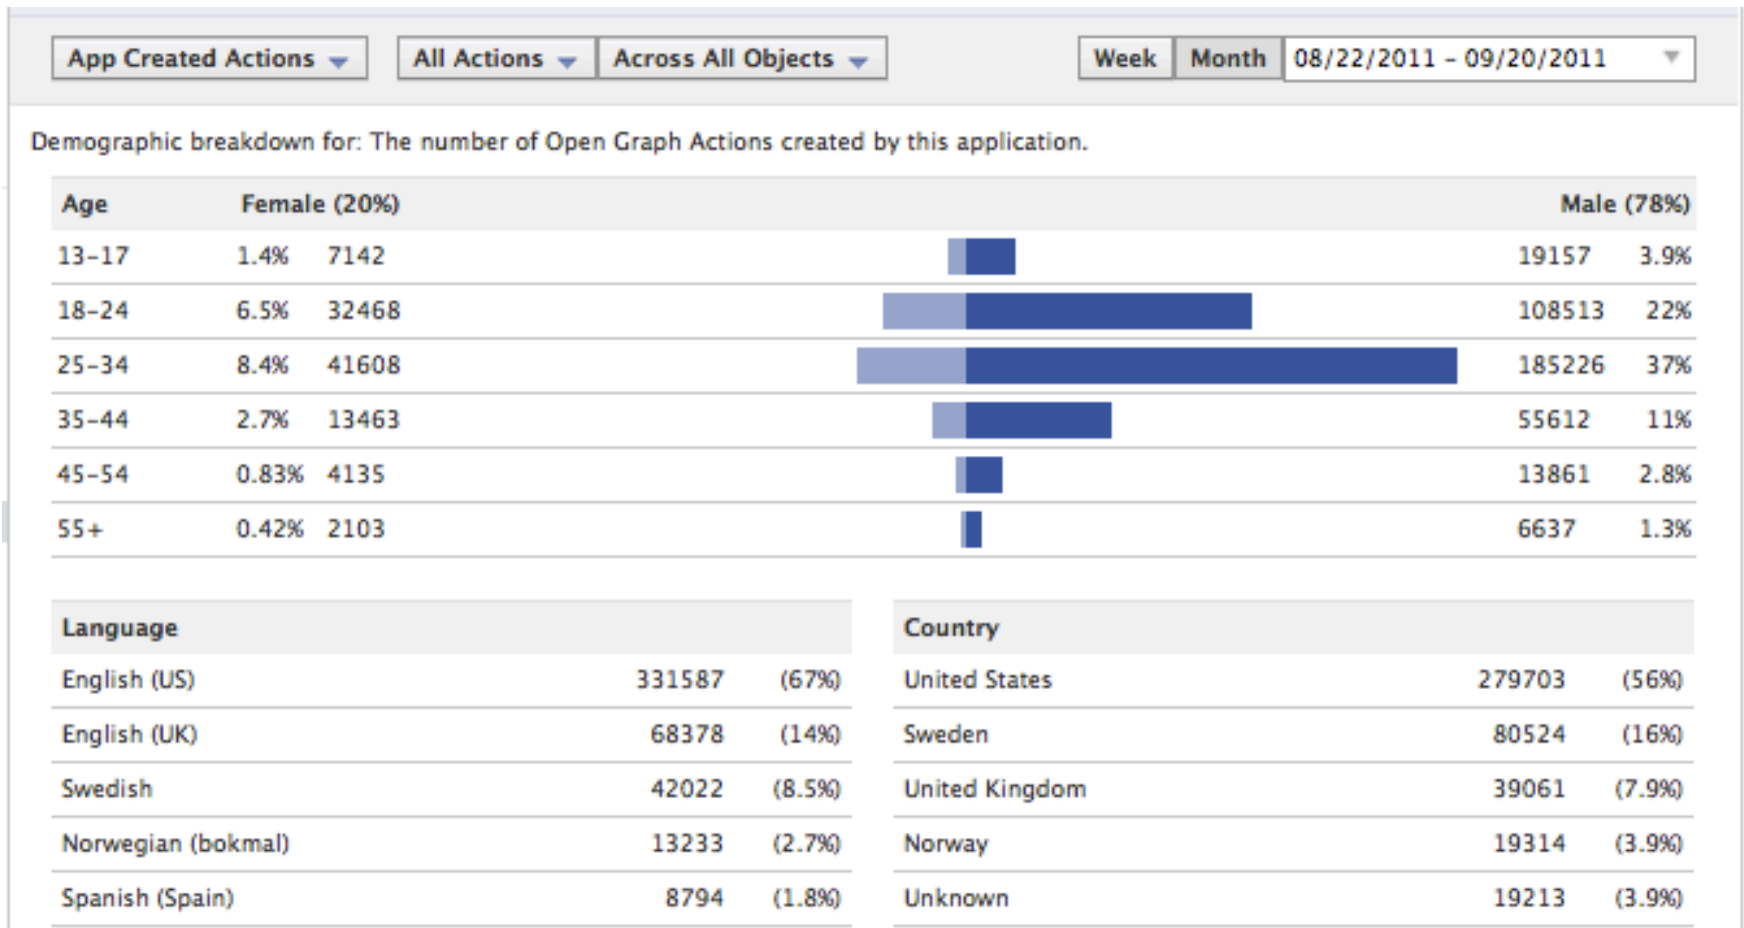 App Created Actions All Actions Across All Objects Week Month 08/22/2011 - 09/20/2011
Demographic breakdown for: The number of Open Graph Actions created by this application.
Age Female (20%) Male (78%)
13-17 1.4% 7142 19157 3.9%
18-24 6.5% 32468 108513 22%
25-34 8.4% 41608 185226 37%
35-44 2.7% 13463 55612 11%
45-54 0.83% 4135 13861 2.8%
55+ 0.42% 2103 6637 1.3%
Language Country
English (US) 331587 (67%) United States 279703 (56%)
English (UK) 68378 (14%) Sweden 80524 (16%)
Swedish 42022 (8.5%) United Kingdom 39061 (7.9%)
Norwegian (bokmal) 13233 (2.7%) Norway 19314 (3.9%)
Spanish (Spain) 8794 (1.8%) Unknown 19213 (3.9%)